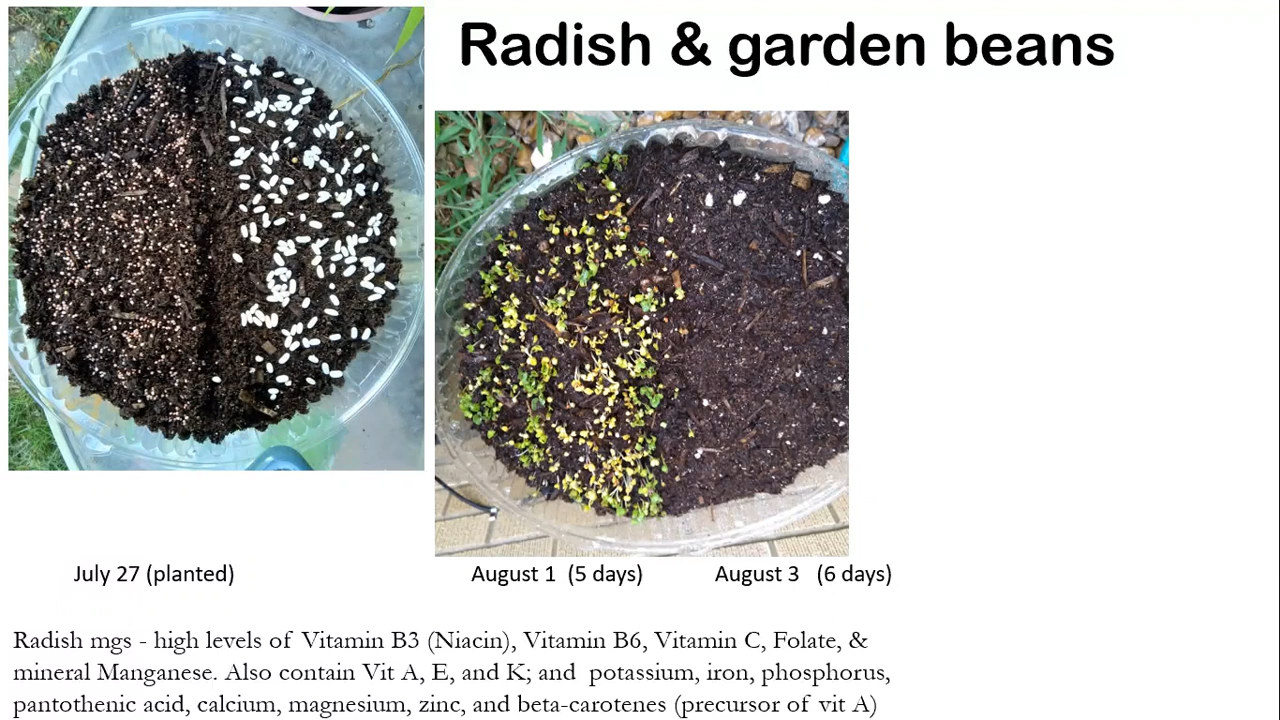 Radish & garden beans
July 27 (planted)
August 1 (5 days)
August 3 (6 days)
Radish mgs - high levels of Vitamin B3 (Niacin), Vitamin B6, Vitamin C, Folate, &
mineral Manganese. Also contain Vit A, E, and K; and potassium, iron, phosphorus,
pantothenic acid, calcium, magnesium, zinc, and beta-carotenes (precursor of vit A)